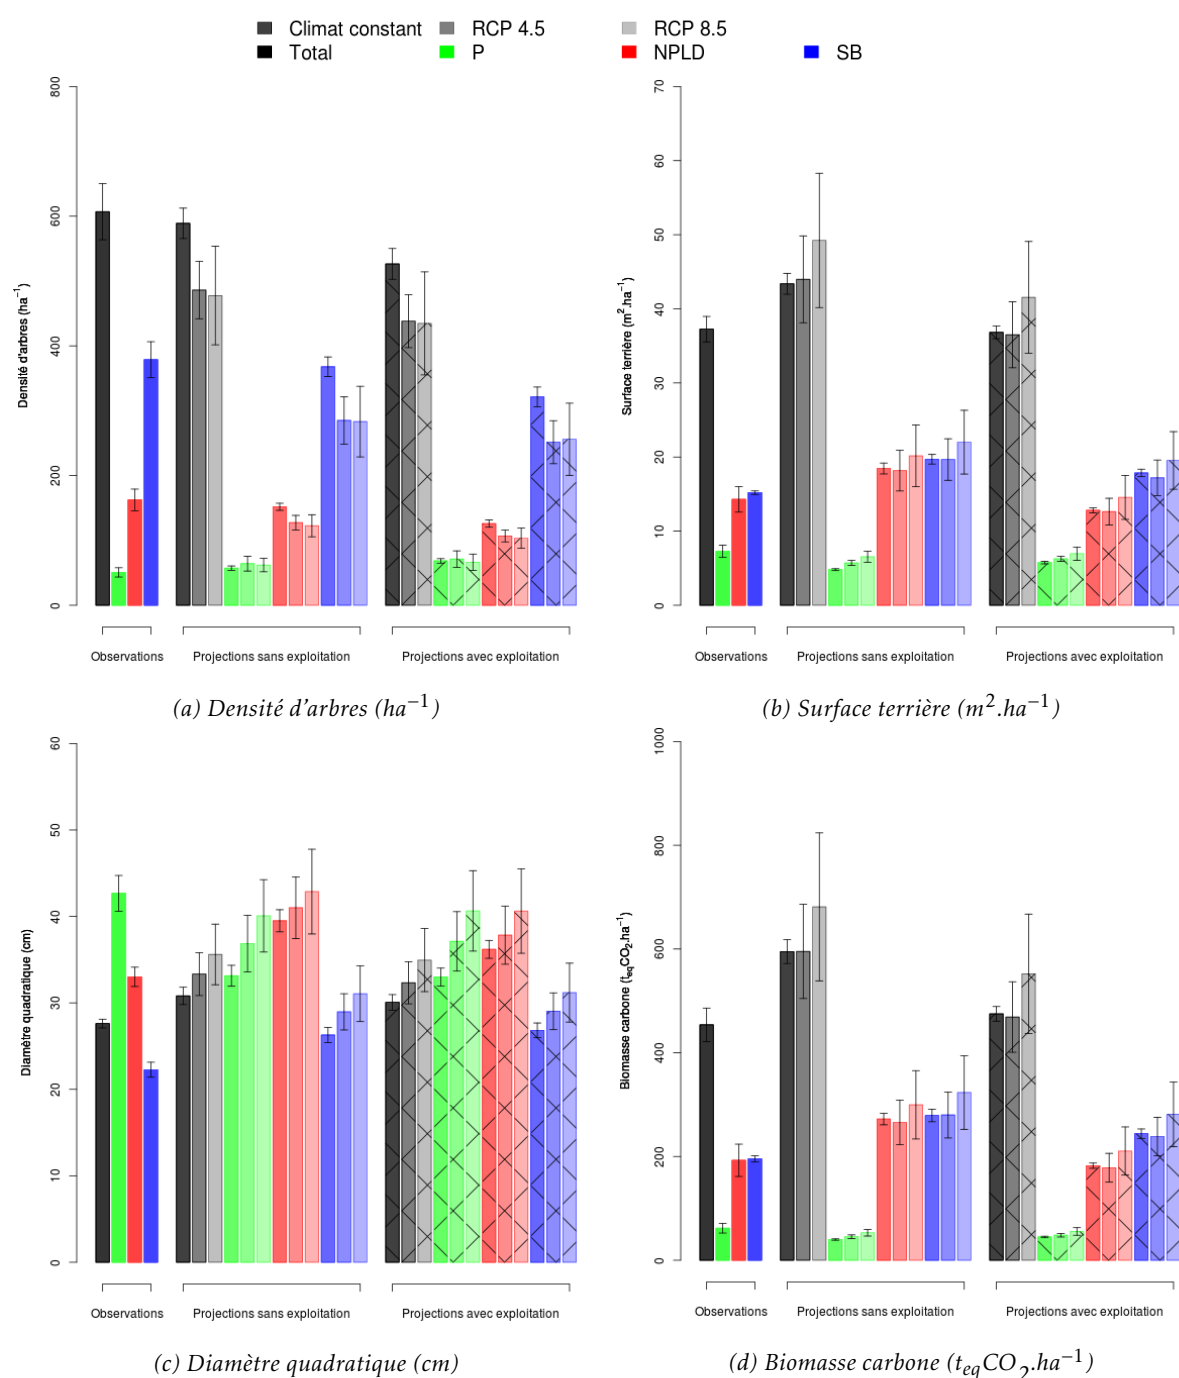 Climat constant RCP 4.5 RCP 8.5
Total P NPLD SB
Densité d'arbres (ha⁻¹)
0 200 400 600 800
Observations Projections sans exploitation Projections avec exploitation
(a) Densité d'arbres (ha⁻¹)
Surface terrière (m².ha⁻¹)
0 10 20 30 40 50 60 70
Observations Projections sans exploitation Projections avec exploitation
(b) Surface terrière (m².ha⁻¹)
Diamètre quadratique (cm)
0 10 20 30 40 50 60
Observations Projections sans exploitation Projections avec exploitation
(c) Diamètre quadratique (cm)
Biomasse carbone (t_eqCO₂.ha⁻¹)
0 200 400 600 800 1000
Observations Projections sans exploitation Projections avec exploitation
(d) Biomasse carbone (t_eqCO₂.ha⁻¹)